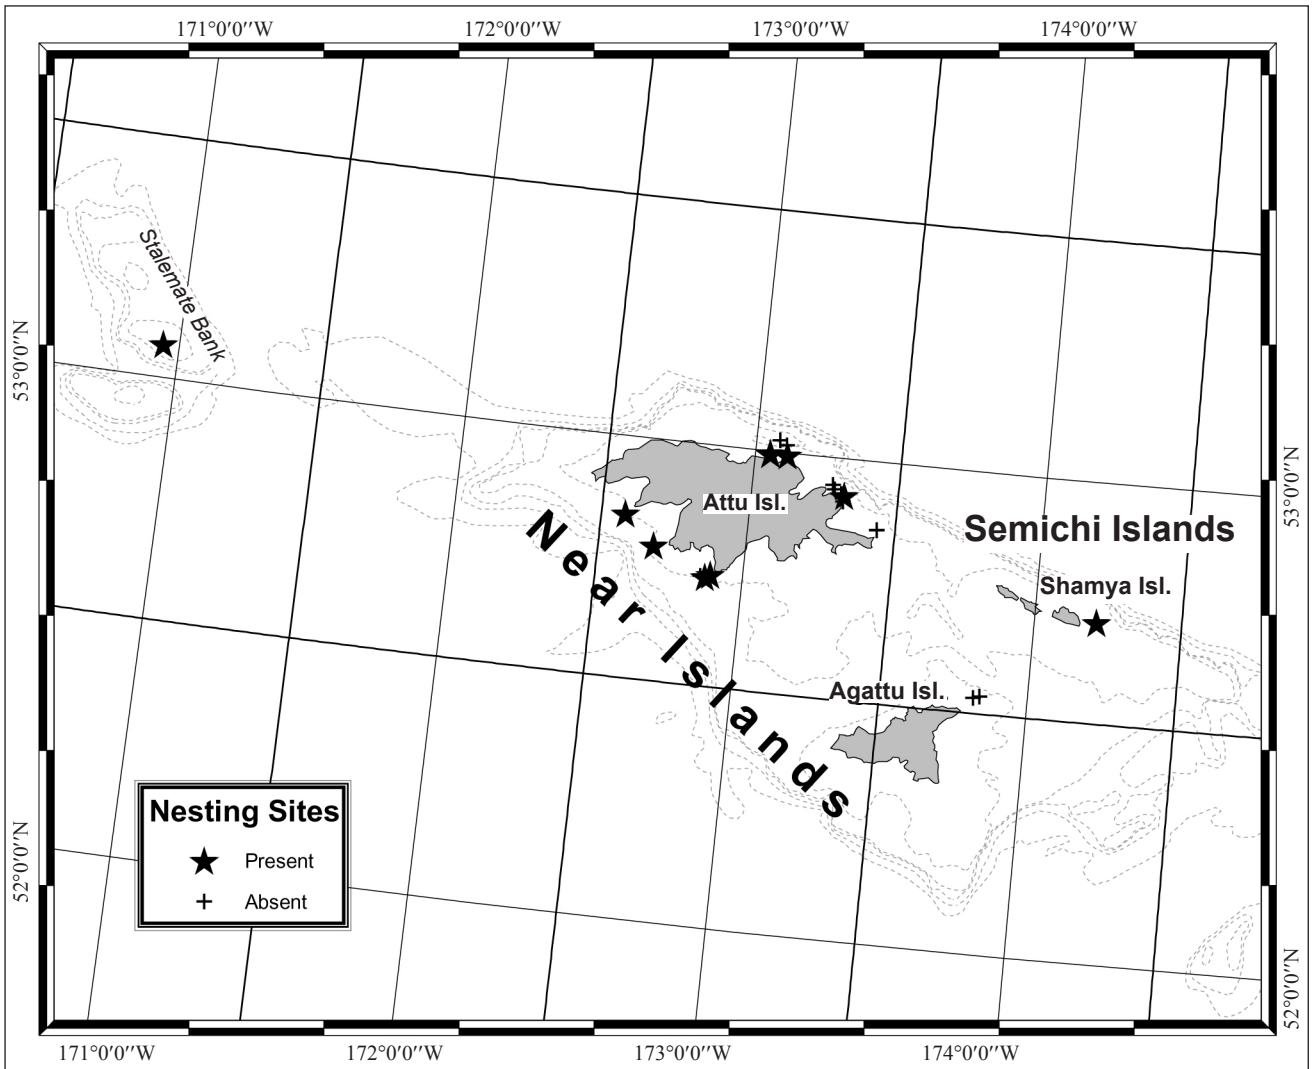 171°0'0"W 172°0'0"W 173°0'0"W 174°0'0"W
Stalemate Bank
53°0'0"N
53°0'0"N
Attu Isl.
Semichi Islands
Shamya Isl.
Near Islands
Agattu Isl.
Nesting Sites
Present
Absent
52°0'0"N
52°0'0"N
171°0'0"W 172°0'0"W 173°0'0"W 174°0'0"W